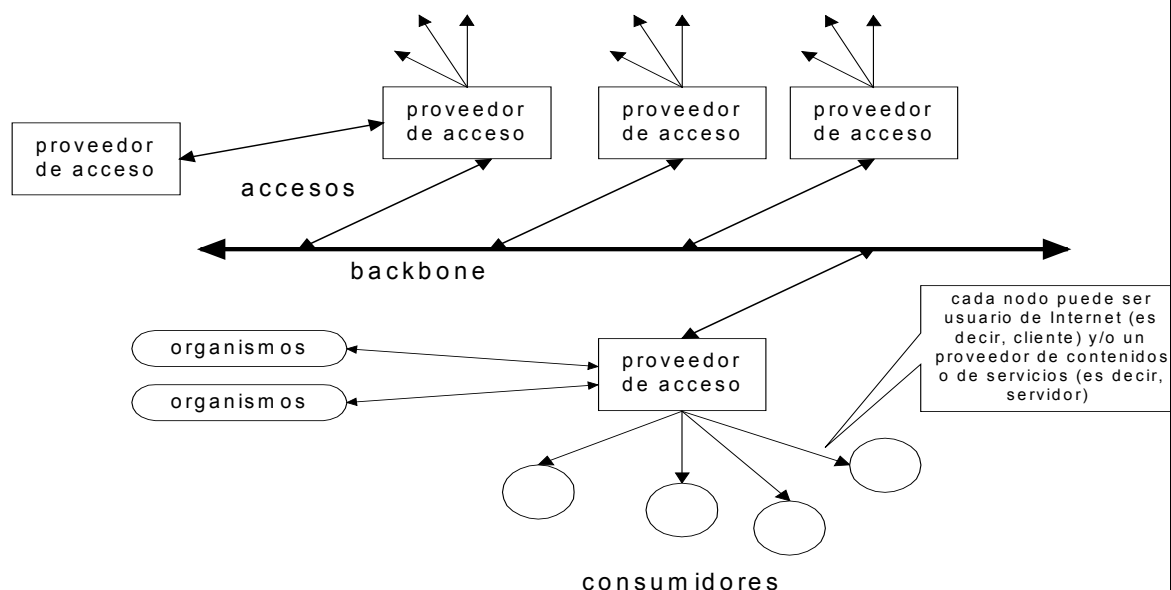 proveedor
de acceso
proveedor
de acceso
proveedor
de acceso
proveedor
de acceso
accesos
backbone
cada nodo puede ser
usuario de Internet (es
decir, cliente) y/o un
proveedor de contenidos
o de servicios (es decir,
servidor)
organismos
organismos
proveedor
de acceso
consumidores